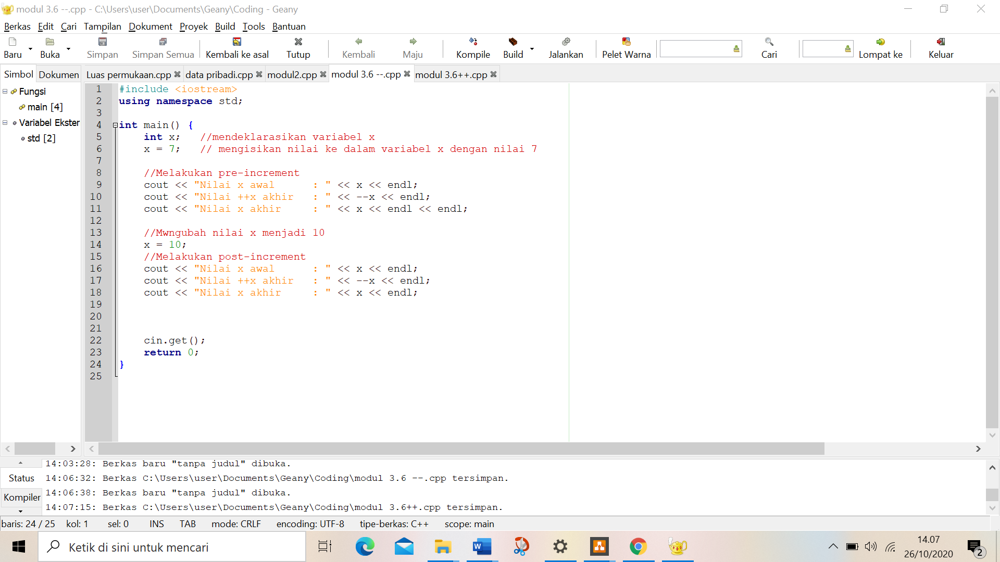 modul 3.6 --.cpp - C:\Users\user\Documents\Geany\Coding - Geany
Berkas Edit Cari Tampilan Dokument Proyek Build Tools Bantuan
Baru Buka Simpan Simpan Semua Kembali ke asal Tutup Kembali Maju Kompile Build Jalankan Pelet Warna Cari Lompat ke Keluar
Simbol Dokumen Luas permukaan.cpp data pribadi.cpp modul2.cpp modul 3.6 --.cpp modul 3.6++.cpp
Fungsi
main [4]
Variabel Ekster
std [2]
1 #include <iostream>
2 using namespace std;
3
4 int main() {
5 int x; //mendeklarasikan variabel x
6 x = 7; // mengisikan nilai ke dalam variabel x dengan nilai 7
7
8 //Melakukan pre-increment
9 cout << "Nilai x awal : " << x << endl;
10 cout << "Nilai ++x akhir : " << --x << endl;
11 cout << "Nilai x akhir : " << x << endl << endl;
12
13 //Mwngubah nilai x menjadi 10
14 x = 10;
15 //Melakukan post-increment
16 cout << "Nilai x awal : " << x << endl;
17 cout << "Nilai ++x akhir : " << --x << endl;
18 cout << "Nilai x akhir : " << x << endl;
19
20
21
22 cin.get();
23 return 0;
24 }
25
Status
Kompiler
14:03:28: Berkas baru "tanpa judul" dibuka.
14:06:32: Berkas C:\Users\user\Documents\Geany\Coding\modul 3.6 --.cpp tersimpan.
14:06:38: Berkas baru "tanpa judul" dibuka.
14:07:15: Berkas C:\Users\user\Documents\Geany\Coding\modul 3.6++.cpp tersimpan.
baris: 24 / 25 kol: 1 sel: 0 INS TAB mode: CRLF encoding: UTF-8 tipe-berkas: C++ scope: main
Ketik di sini untuk mencari
14.07
26/10/2020
2